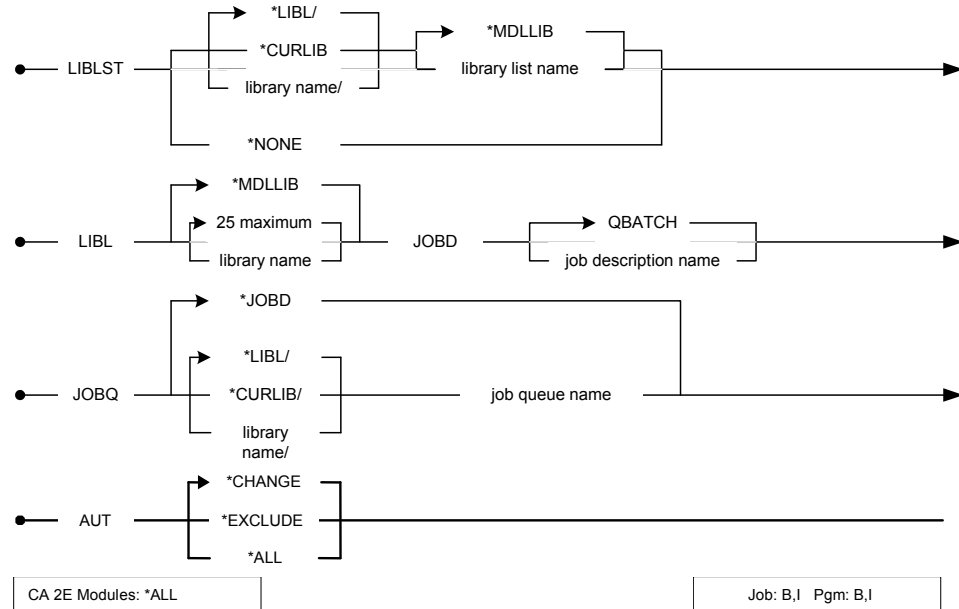 *LIBL/
*CURLIB
*MDLLIB
LIBLST
library list name
library name/
*NONE
*MDLLIB
25 maximum
QBATCH
LIBL
JOBD
library name
job description name
*JOBD
*LIBL/
JOBQ
*CURLIB/
job queue name
library
name/
*CHANGE
AUT
*EXCLUDE
*ALL
CA 2E Modules: *ALL
Job: B,I Pgm: B,I